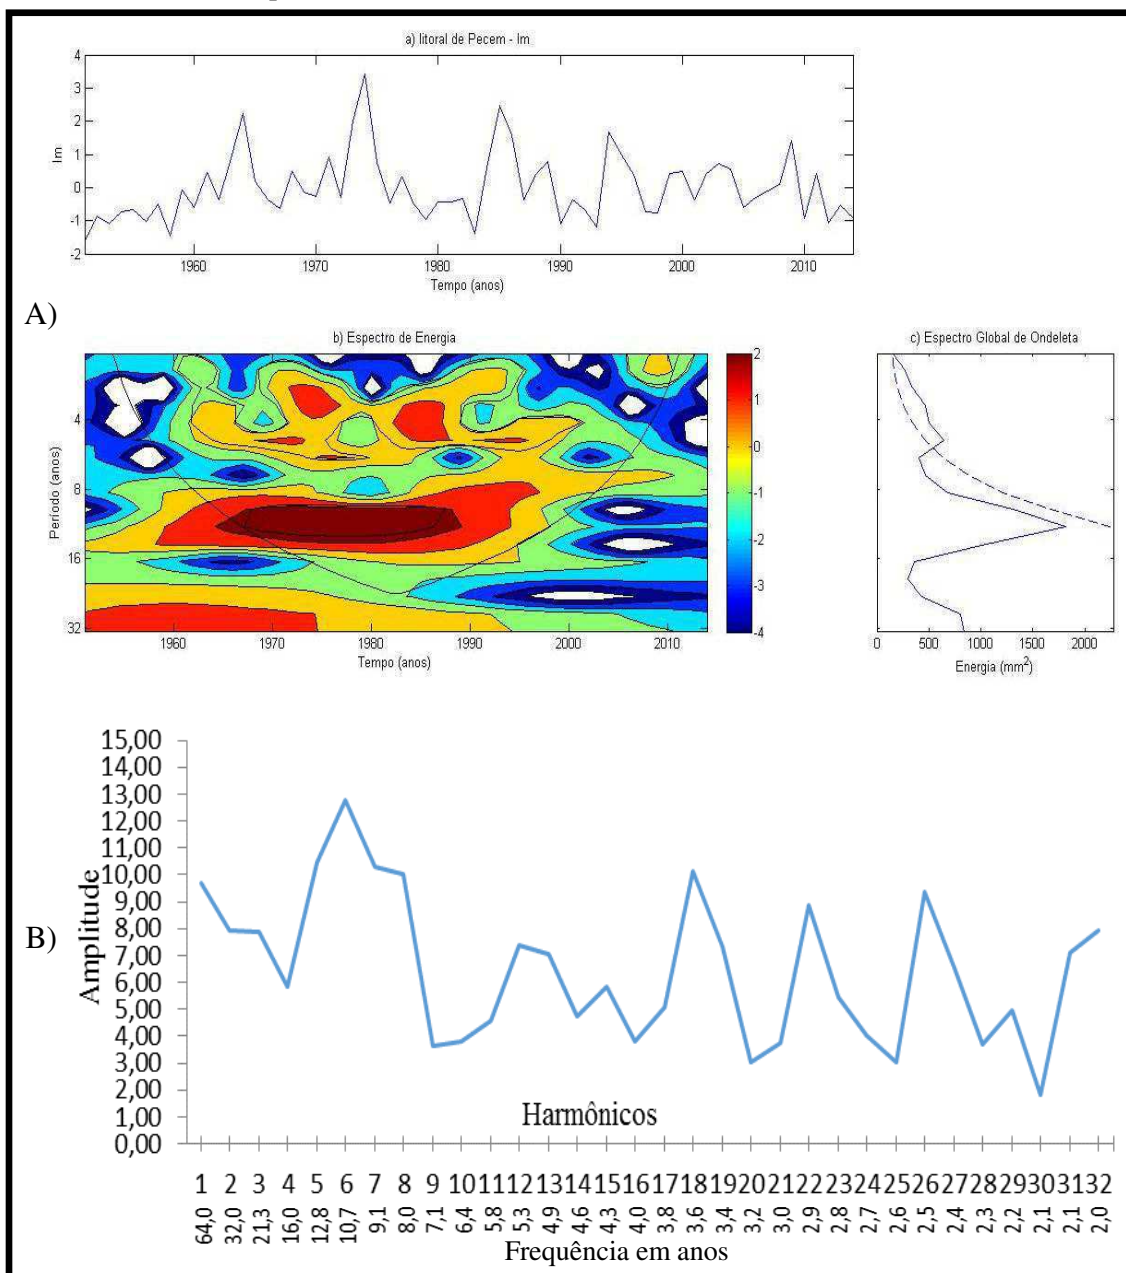 a) litoral de Pecem - Im
4
3
2
1
0
-1
-2
Im
1960 1970 1980 1990 2000 2010
Tempo (anos)
A)
b) Espectro de Energia
4
8
16
32
Período (anos)
1960 1970 1980 1990 2000 2010
Tempo (anos)
2
1
0
-1
-2
-3
-4
c) Espectro Global de Ondeleta
0 500 1000 1500 2000
Energia (mm²)
B)
15,00
14,00
13,00
12,00
11,00
10,00
9,00
8,00
7,00
6,00
5,00
4,00
3,00
2,00
1,00
0,00
Amplitude
Harmônicos
1 2 3 4 5 6 7 8 9 10 11 12 13 14 15 16 17 18 19 20 21 22 23 24 25 26 27 28 29 30 31 32
64,0 32,0 21,3 16,0 12,8 10,7 9,1 8,0 7,1 6,4 5,8 5,3 4,9 4,6 4,3 4,0 3,8 3,6 3,4 3,2 3,0 2,9 2,8 2,7 2,6 2,5 2,4 2,3 2,2 2,1 2,1 2,0
Frequência em anos